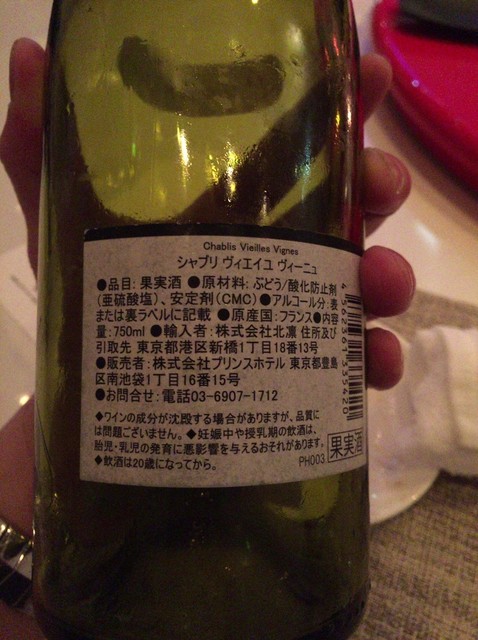 Chablis Vieilles Vignes
シャブリ ヴィエイユ ヴィーニュ
●品目:果実酒 ●原材料:ぶどう/酸化防止剤
(亜硫酸塩)、安定剤(CMC)●アルコール分:表
または裏ラベルに記載 ●原産国:フランス●内容
量:750ml ●輸入者:株式会社北凛 住所及び
引取先 東京都港区新橋1丁目18番13号
●販売者:株式会社プリンスホテル 東京都豊島
区南池袋1丁目16番15号
●お問合せ:電話03-6907-1712
◆ワインの成分が沈殿する場合がありますが、品質に
は問題ございません。◆妊娠中や授乳期の飲酒は、
胎児・乳児の発育に悪影響を与えるおそれがあります。
◆飲酒は20歳になってから。
PH003
果実酒
4562361335420